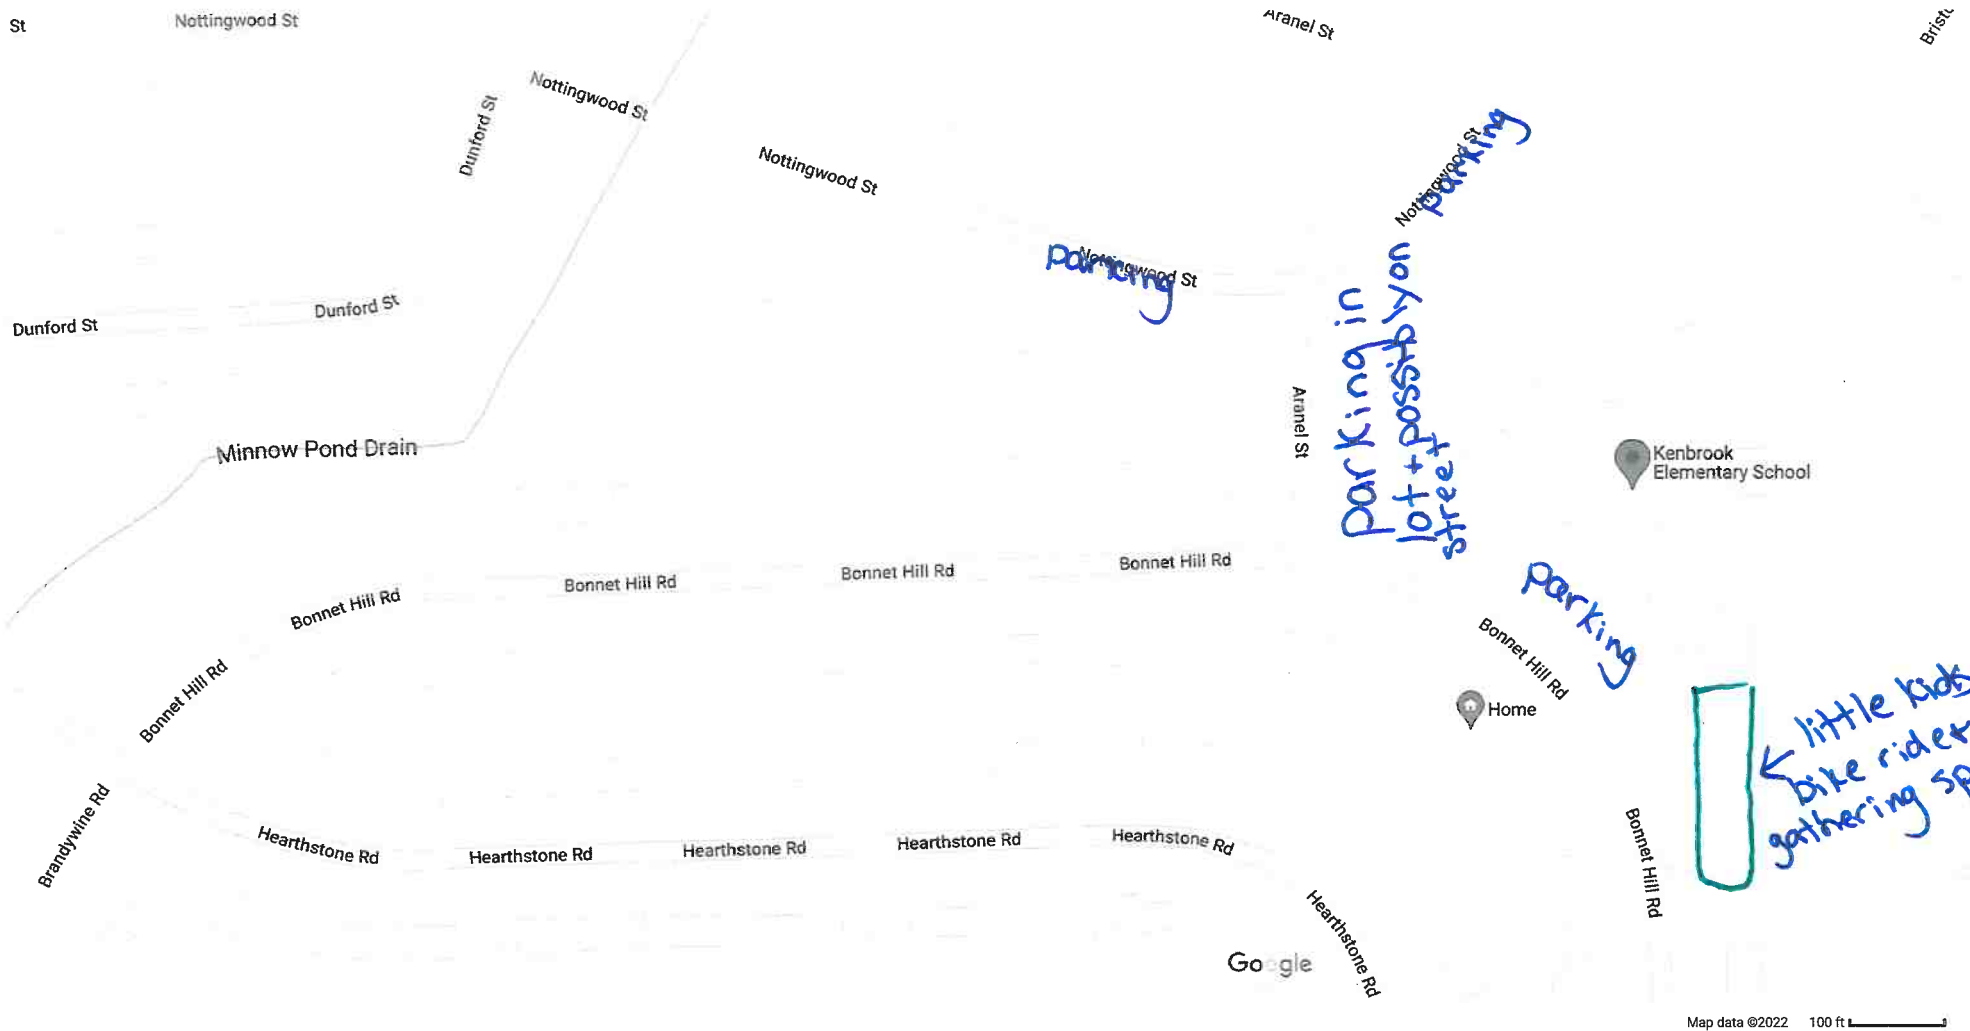 St
Nottingwood St
Aranel St
Dunford St
Nottingwood St
Nottingwood St
Nottingwood St
parking
Nottingwood St
parking
Dunford St
Dunford St
Aranel St
parking in
lot + possibly on
street
Minnow Pond Drain
Kenbrook
Elementary School
Bonnet Hill Rd
Bonnet Hill Rd
Bonnet Hill Rd
Bonnet Hill Rd
parking
Bonnet Hill Rd
Bonnet Hill Rd
Home
little kids
bike rider
gathering
Brandywine Rd
Hearthstone Rd
Hearthstone Rd
Hearthstone Rd
Hearthstone Rd
Hearthstone Rd
Bonnet Hill Rd
Hearthstone Rd
Google
Map data ©2022 100 ft